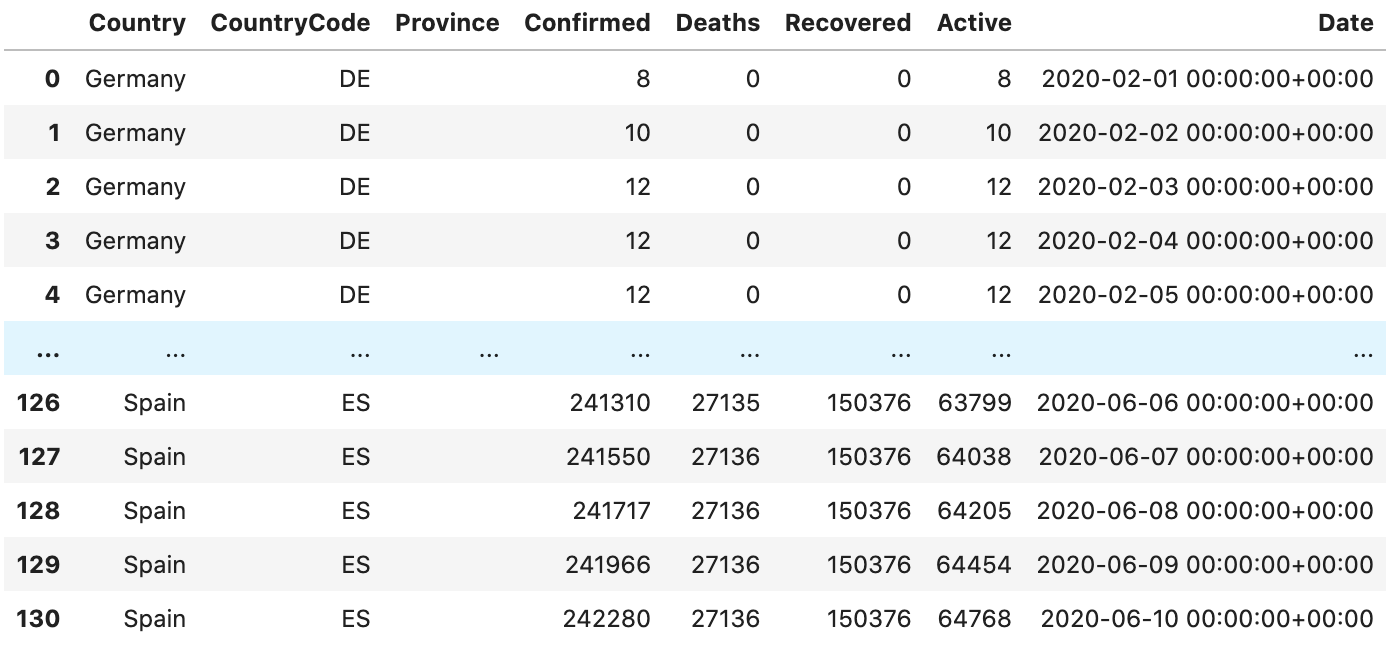 Country CountryCode Province Confirmed Deaths Recovered Active Date
0 Germany DE 8 0 0 8 2020-02-01 00:00:00+00:00
1 Germany DE 10 0 0 10 2020-02-02 00:00:00+00:00
2 Germany DE 12 0 0 12 2020-02-03 00:00:00+00:00
3 Germany DE 12 0 0 12 2020-02-04 00:00:00+00:00
4 Germany DE 12 0 0 12 2020-02-05 00:00:00+00:00
... ... ... ... ... ... ... ... ...
126 Spain ES 241310 27135 150376 63799 2020-06-06 00:00:00+00:00
127 Spain ES 241550 27136 150376 64038 2020-06-07 00:00:00+00:00
128 Spain ES 241717 27136 150376 64205 2020-06-08 00:00:00+00:00
129 Spain ES 241966 27136 150376 64454 2020-06-09 00:00:00+00:00
130 Spain ES 242280 27136 150376 64768 2020-06-10 00:00:00+00:00